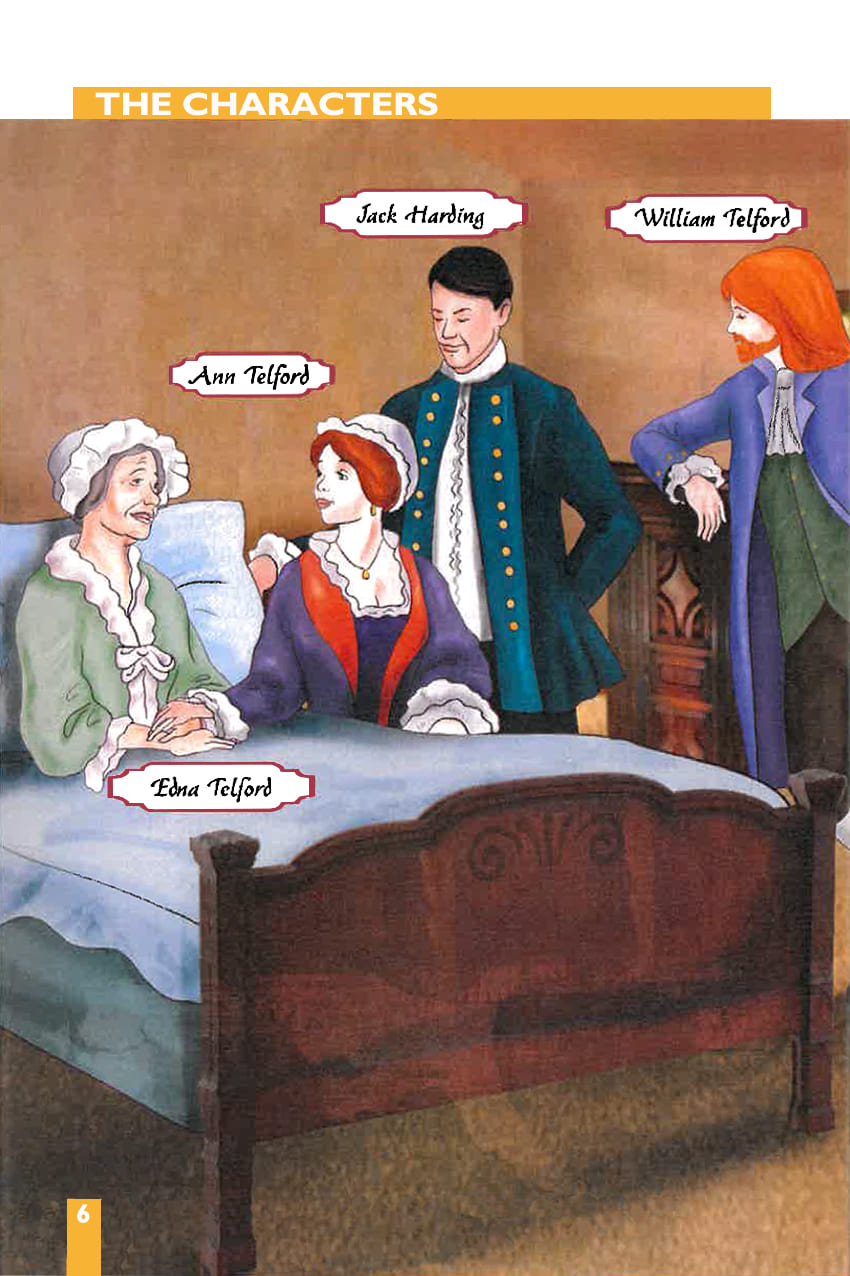 THE CHARACTERS
Jack Harding
William Telford
Ann Telford
Edna Telford
6